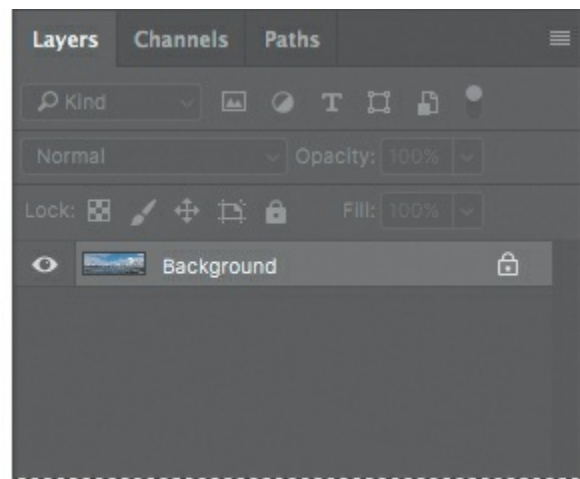 Layers Channels Paths
Kind T
Normal Opacity: 100%
Lock: Fill: 100%
Background